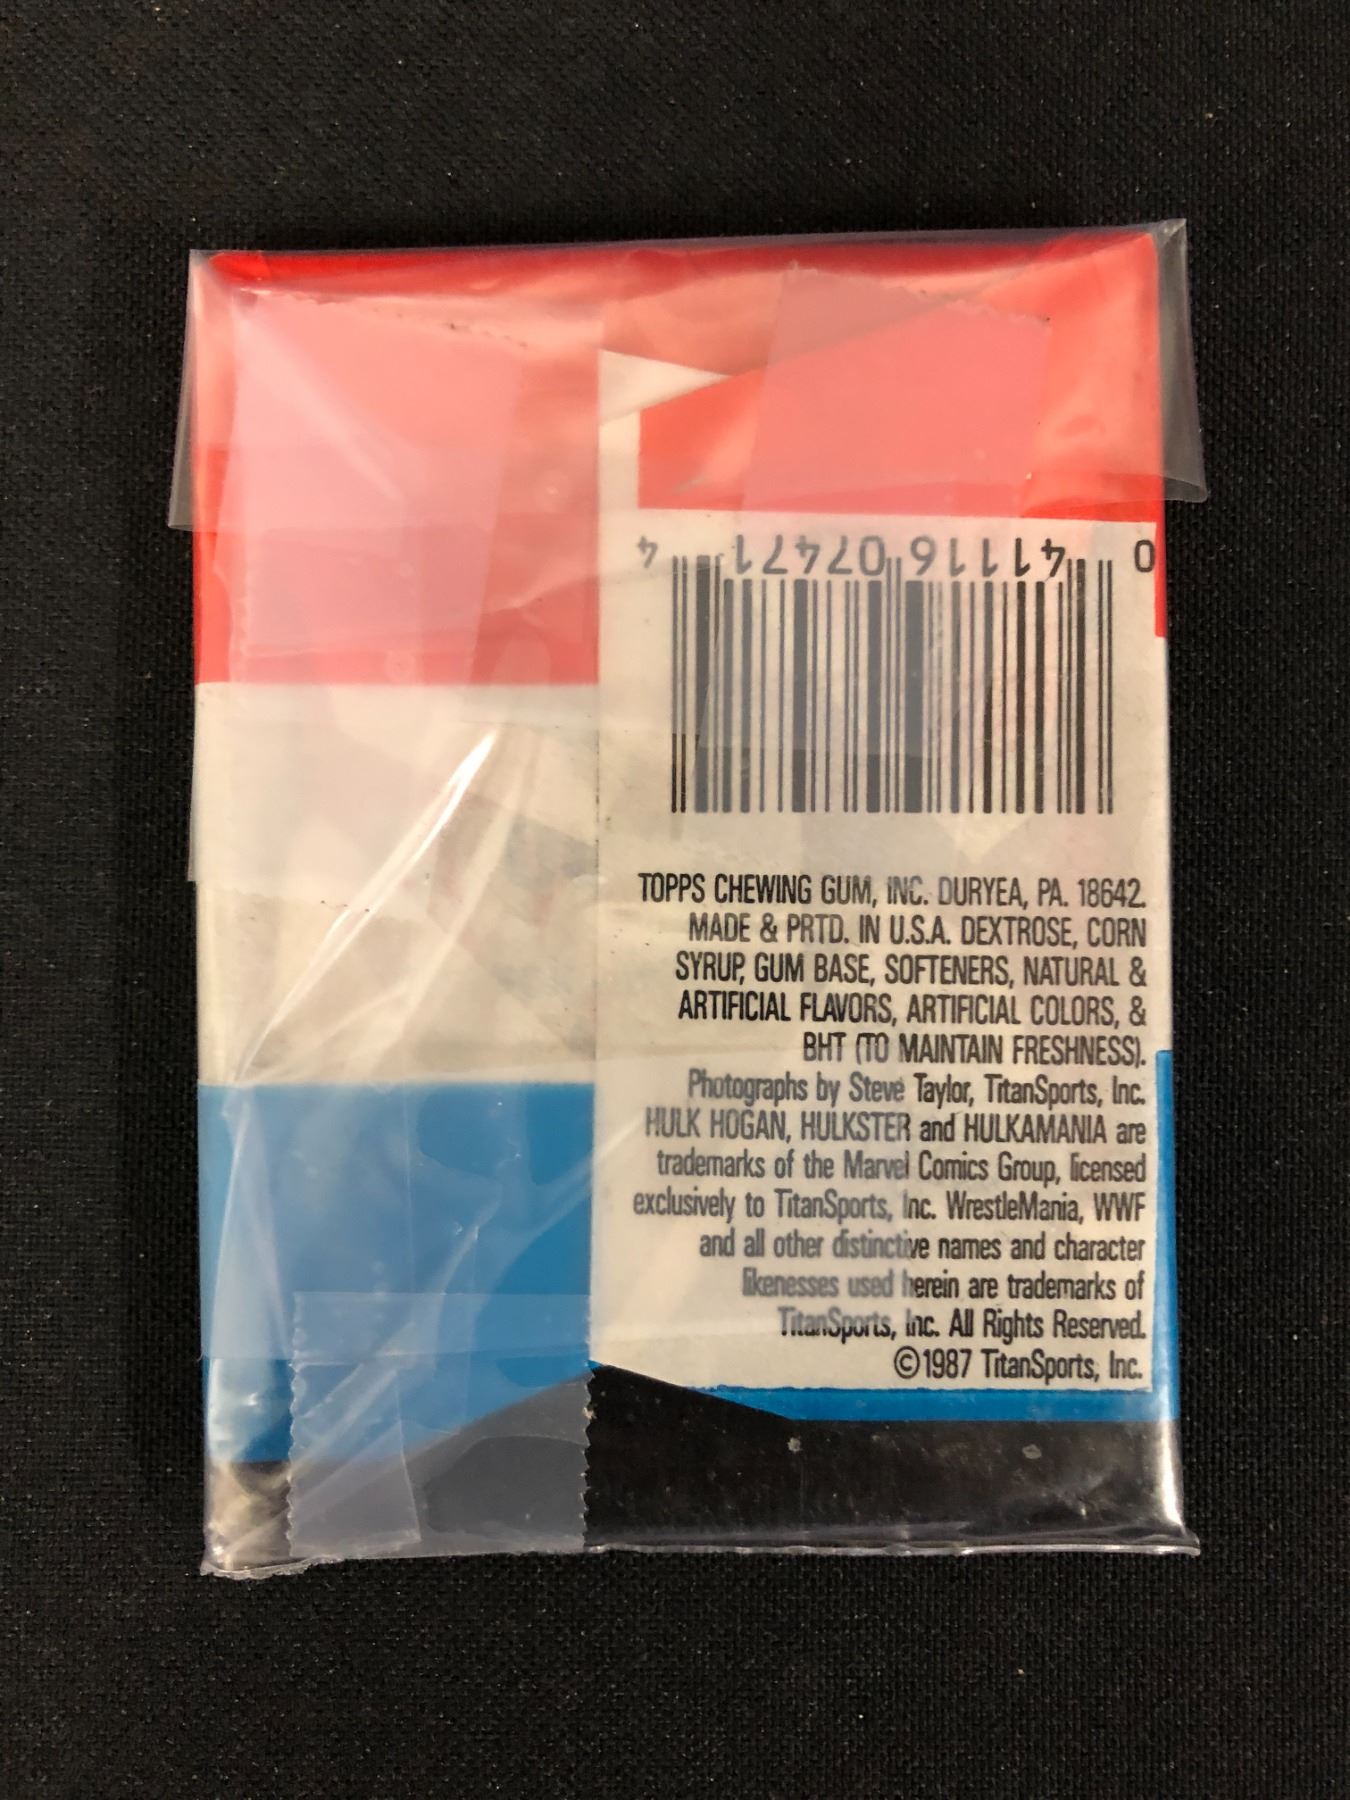 0 41116 07471 4
TOPPS CHEWING GUM, INC. DURYEA, PA. 18642.
MADE & PRTD. IN U.S.A. DEXTROSE, CORN
SYRUP, GUM BASE, SOFTENERS, NATURAL &
ARTIFICIAL FLAVORS, ARTIFICIAL COLORS, &
BHT (TO MAINTAIN FRESHNESS).
Photographs by Steve Taylor, TitanSports, Inc.
HULK HOGAN, HULKSTER and HULKAMANIA are
trademarks of the Marvel Comics Group, licensed
exclusively to TitanSports, Inc. WrestleMania, WWF
and all other distinctive names and character
likenesses used herein are trademarks of
TitanSports, Inc. All Rights Reserved.
©1987 TitanSports, Inc.